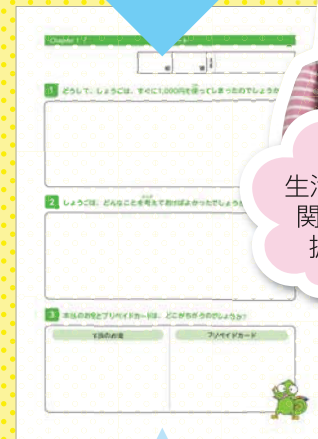 Chapter 1
1 どうして、しょうごは、すぐに1,000円を使ってしまったのでしょうか
2 しょうごは、どんなことを考えておけばよかったでしょう
3 本当のお金とプリペイドカードは、どこがちがうのでしょうか?
本当のお金
プリペイドカード
生活
関